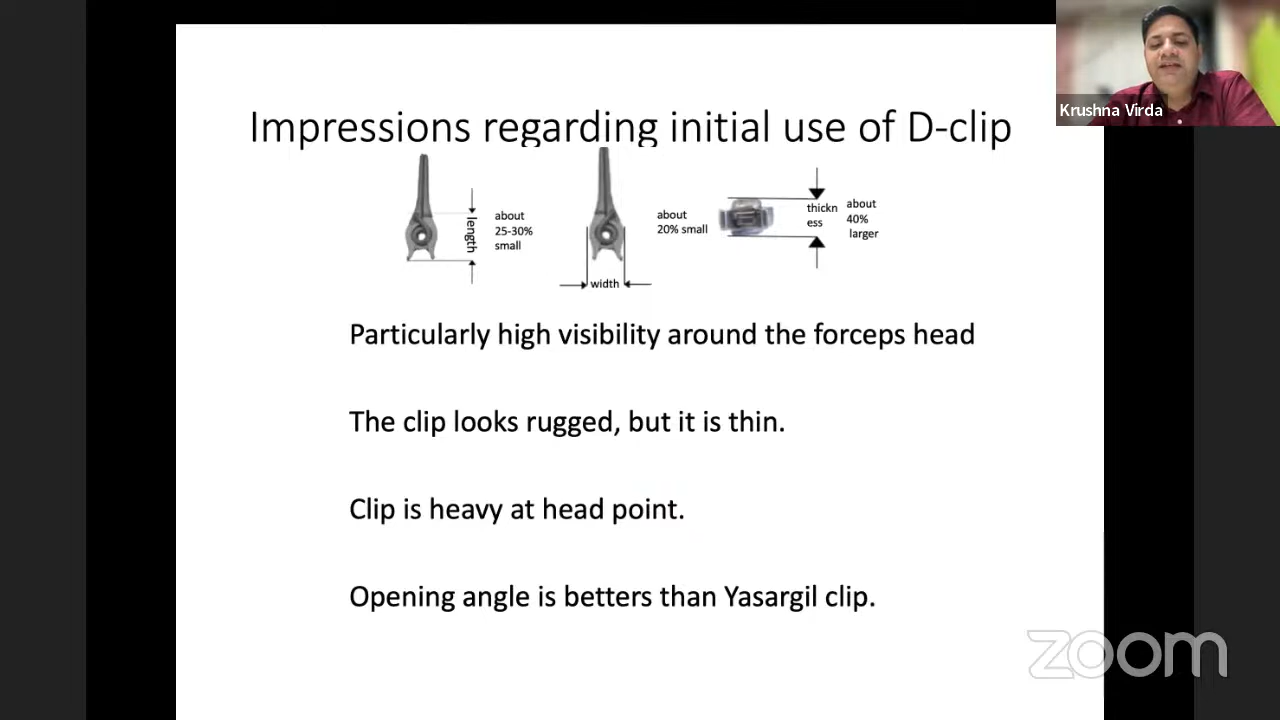 Krushna Virda
Impressions regarding initial use of D-clip
length
about
25-30%
small
width
about
20% small
thickn
ess
about
40%
larger
Particularly high visibility around the forceps head
The clip looks rugged, but it is thin.
Clip is heavy at head point.
Opening angle is betters than Yasargil clip.
zoom